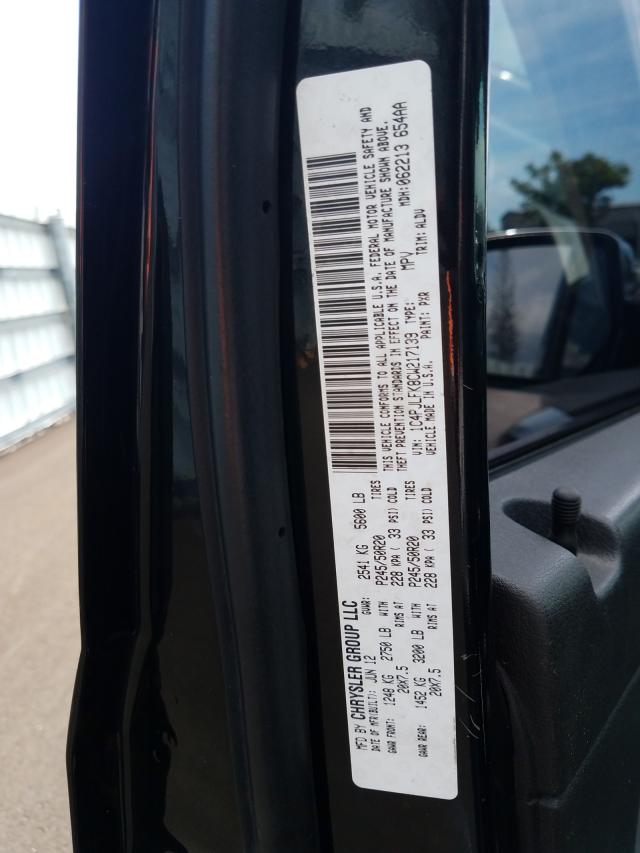 MFD BY CHRYSLER GROUP LLC
DATE OF MFR(BUILT): JUN 12 GVWR: 2541 KG 5600 LB
GAWR FRONT: 1248 KG 2750 LB WITH P245/50R20 TIRES
20X7.5 RIMS AT 228 KPA ( 33 PSI) COLD
GAWR REAR: 1452 KG 3200 LB WITH P245/50R20 TIRES
20X7.5 RIMS AT 228 KPA ( 33 PSI) COLD
THIS VEHICLE CONFORMS TO ALL APPLICABLE U.S.A. FEDERAL MOTOR VEHICLE SAFETY AND
THEFT PREVENTION STANDARDS IN EFFECT ON THE DATE OF MANUFACTURE SHOWN ABOVE.
VIN: 1C4PJLFK8CW217139 TYPE: MPV MDH: 062213 654AA
VEHICLE MADE IN U.S.A. PAINT: PXR TRIM: ALDV